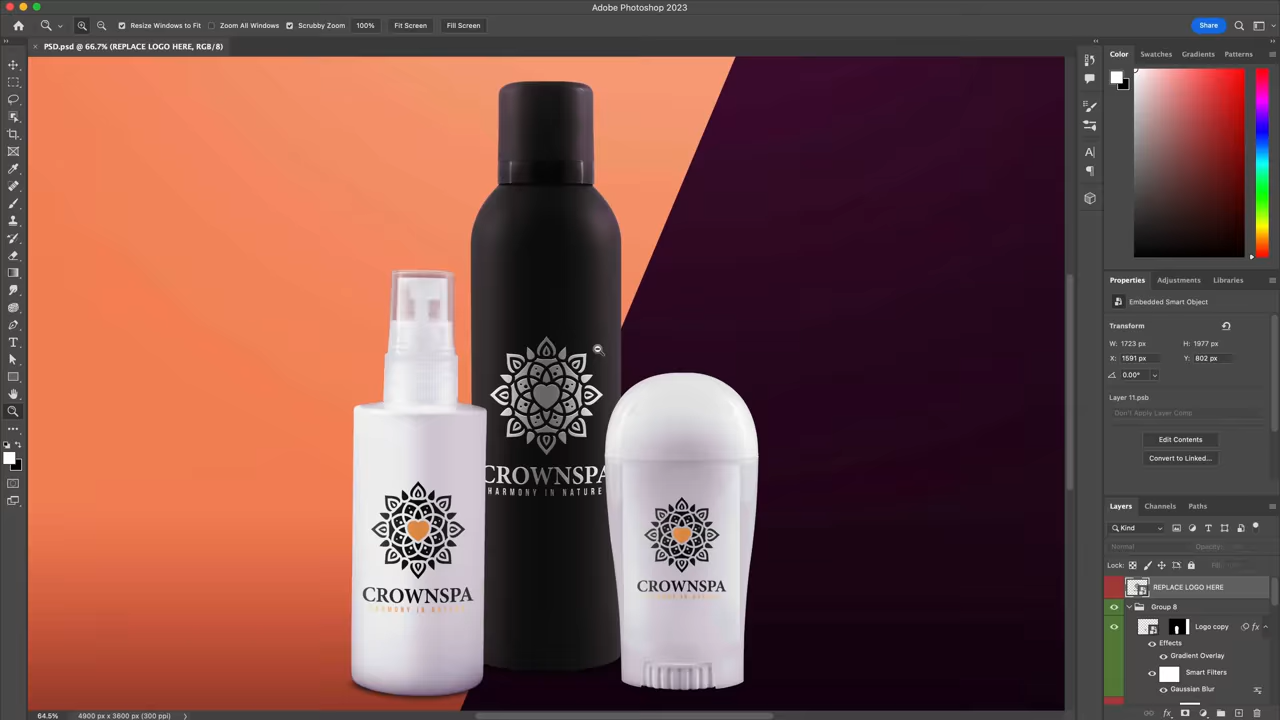 Adobe Photoshop 2023
Resize Windows to Fit
Zoom All Windows
Scrubby Zoom
100%
Fit Screen
Fill Screen
Share
PSD.psd @ 66.7% (REPLACE LOGO HERE, RGB/8)
Color
Swatches
Gradients
Patterns
Properties
Adjustments
Libraries
Embedded Smart Object
Transform
W: 1723 px
H: 1977 px
X: 1591 px
Y: 802 px
0.00°
Layer 11.psb
Don't Apply Layer Comp
Edit Contents
Convert to Linked...
Layers
Channels
Paths
Kind
Normal
Opacity:
Lock:
Fill:
REPLACE LOGO HERE
Group 8
Logo copy
fx
Effects
Gradient Overlay
Smart Filters
Gaussian Blur
CROWNSPA
HARMONY IN NATURE
CROWNSPA
HARMONY IN NATURE
CROWNSPA
64.5%
4900 px x 3600 px (300 ppi)